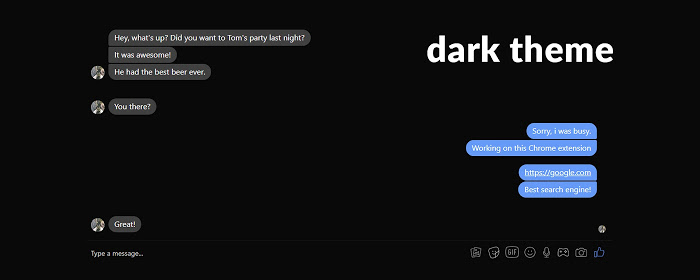 Hey, what's up? Did you want to Tom's party last night?
dark theme
It was awesome!
He had the best beer ever.
You there?
Sorry, i was busy.
Working on this Chrome extension
https://google.com
Best search engine!
Great!
Type a message...
GIF